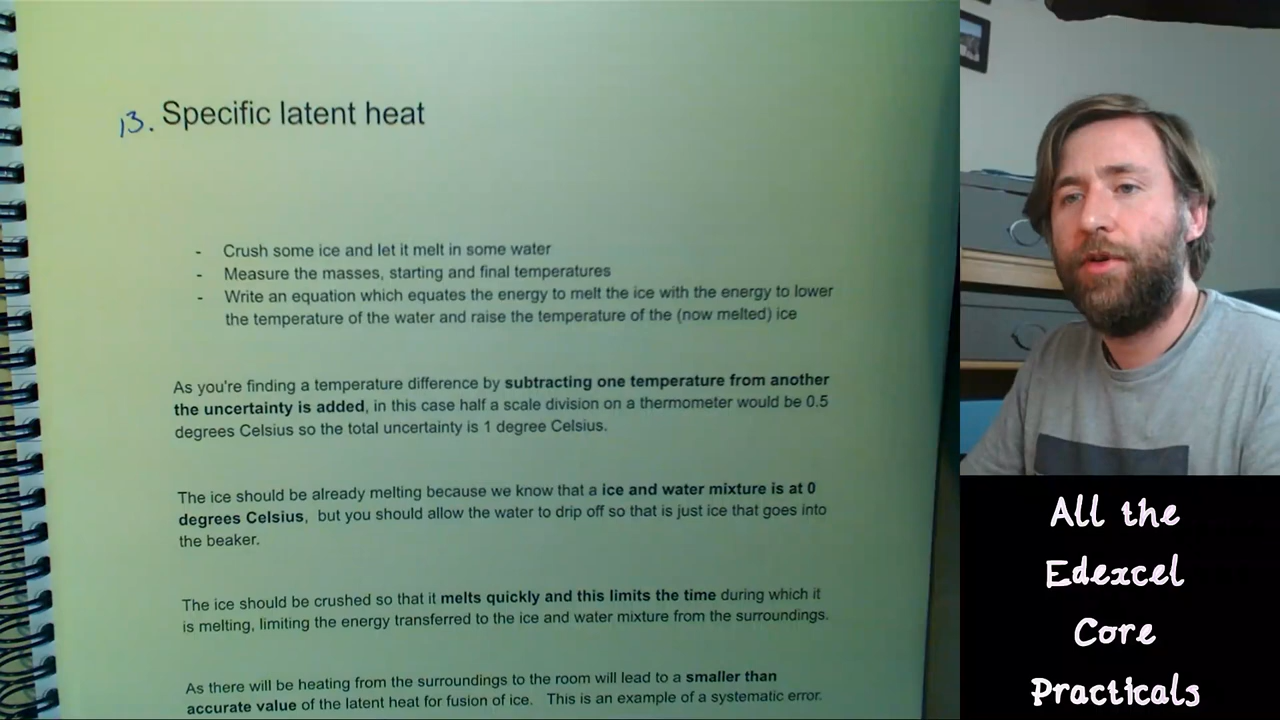 13. Specific latent heat
- Crush some ice and let it melt in some water
- Measure the masses, starting and final temperatures
- Write an equation which equates the energy to melt the ice with the energy to lower
the temperature of the water and raise the temperature of the (now melted) ice
As you're finding a temperature difference by subtracting one temperature from another
the uncertainty is added, in this case half a scale division on a thermometer would be 0.5
degrees Celsius so the total uncertainty is 1 degree Celsius.
The ice should be already melting because we know that a ice and water mixture is at 0
degrees Celsius, but you should allow the water to drip off so that is just ice that goes into
the beaker.
The ice should be crushed so that it melts quickly and this limits the time during which it
is melting, limiting the energy transferred to the ice and water mixture from the surroundings.
As there will be heating from the surroundings to the room will lead to a smaller than
accurate value of the latent heat for fusion of ice. This is an example of a systematic error.
All the
Edexcel
Core
Practicals